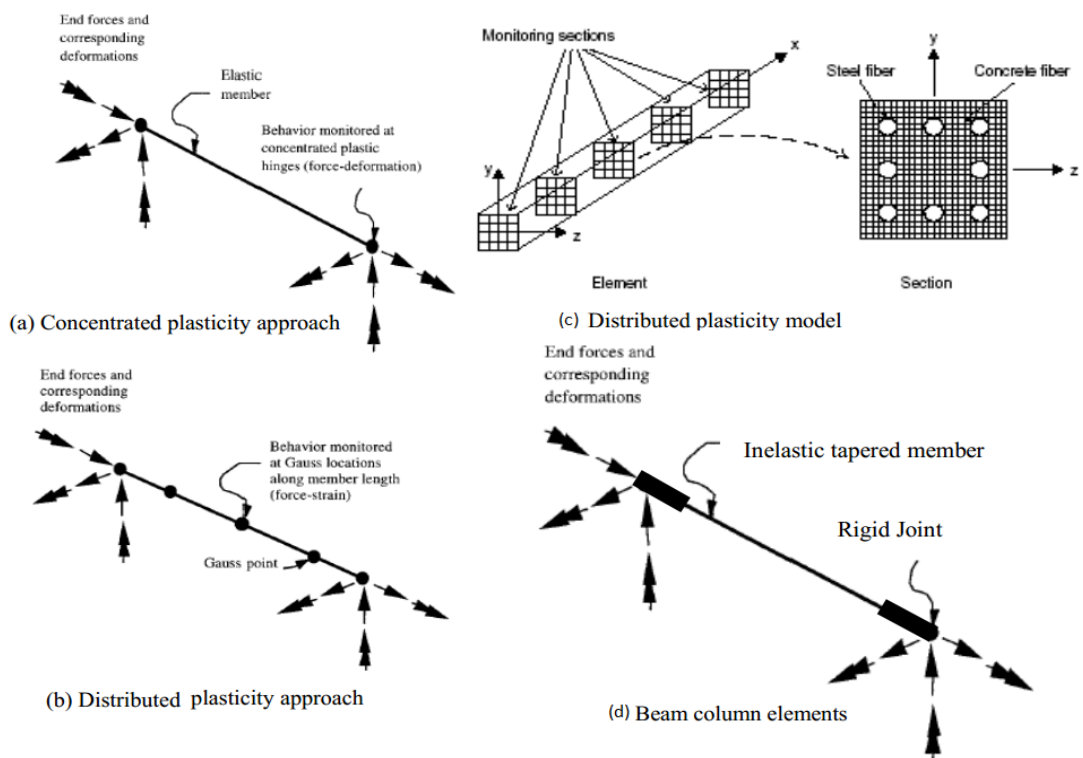 End forces and
corresponding
deformations
Elastic
member
Behavior monitored at
concentrated plastic
hinges (force-deformation)
(a) Concentrated plasticity approach
Monitoring sections
x
y
z
Element
Steel fiber
y
Concrete fiber
z
Section
(c) Distributed plasticity model
End forces and
corresponding
deformations
Behavior monitored
at Gauss locations
along member length
(force-strain)
Gauss point
(b) Distributed plasticity approach
End forces and
corresponding
deformations
Inelastic tapered member
Rigid Joint
(d) Beam column elements